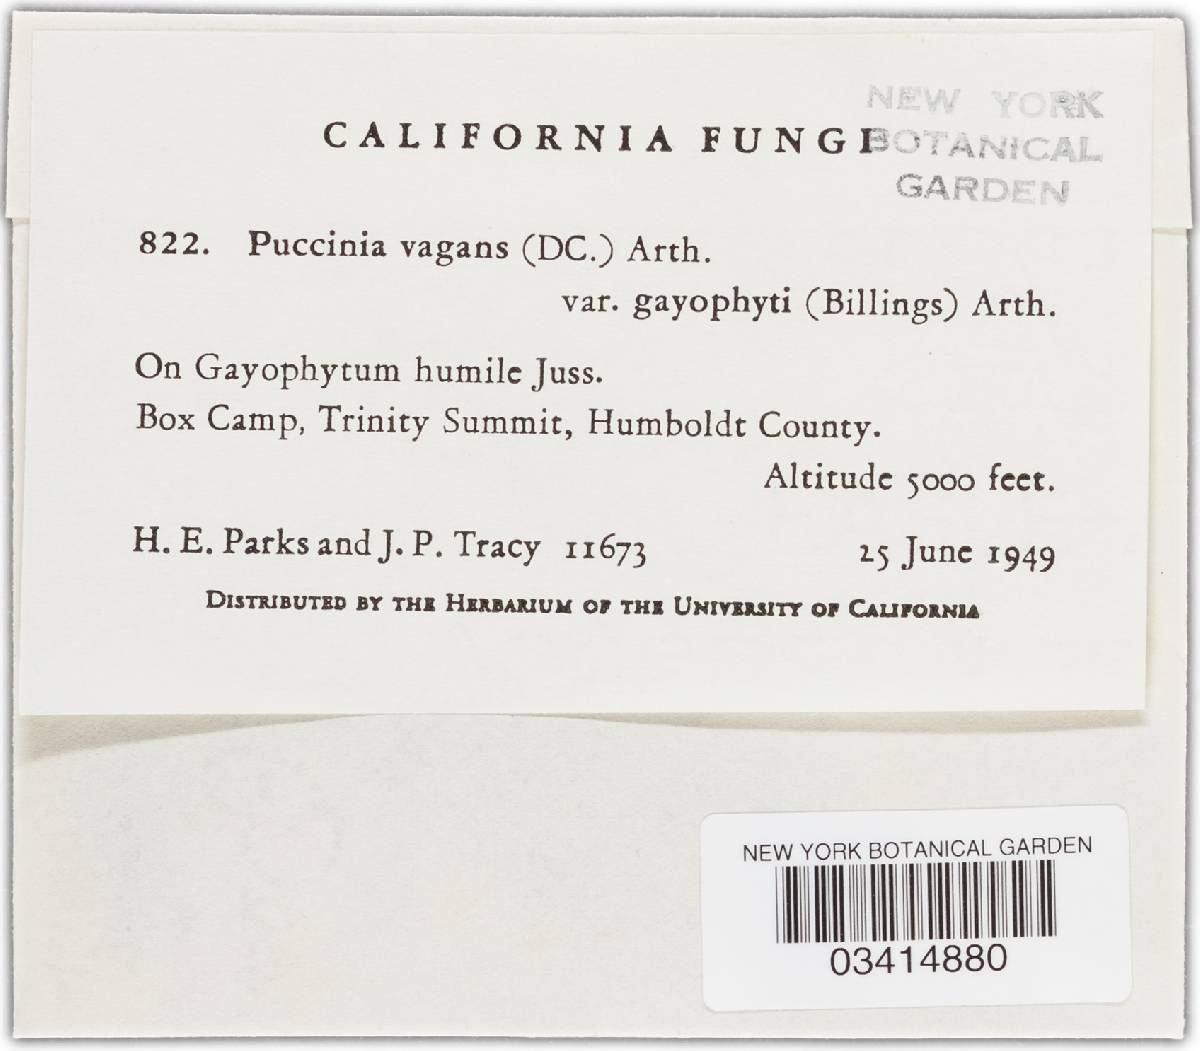 NEW YORK
BOTANICAL
GARDEN
CALIFORNIA FUNGI
822. Puccinia vagans (DC.) Arth.
var. gayophyti (Billings) Arth.
On Gayophytum humile Juss.
Box Camp, Trinity Summit, Humboldt County.
Altitude 5000 feet.
H. E. Parks and J. P. Tracy 11673 25 June 1949
DISTRIBUTED BY THE HERBARIUM OF THE UNIVERSITY OF CALIFORNIA
NEW YORK BOTANICAL GARDEN
03414880